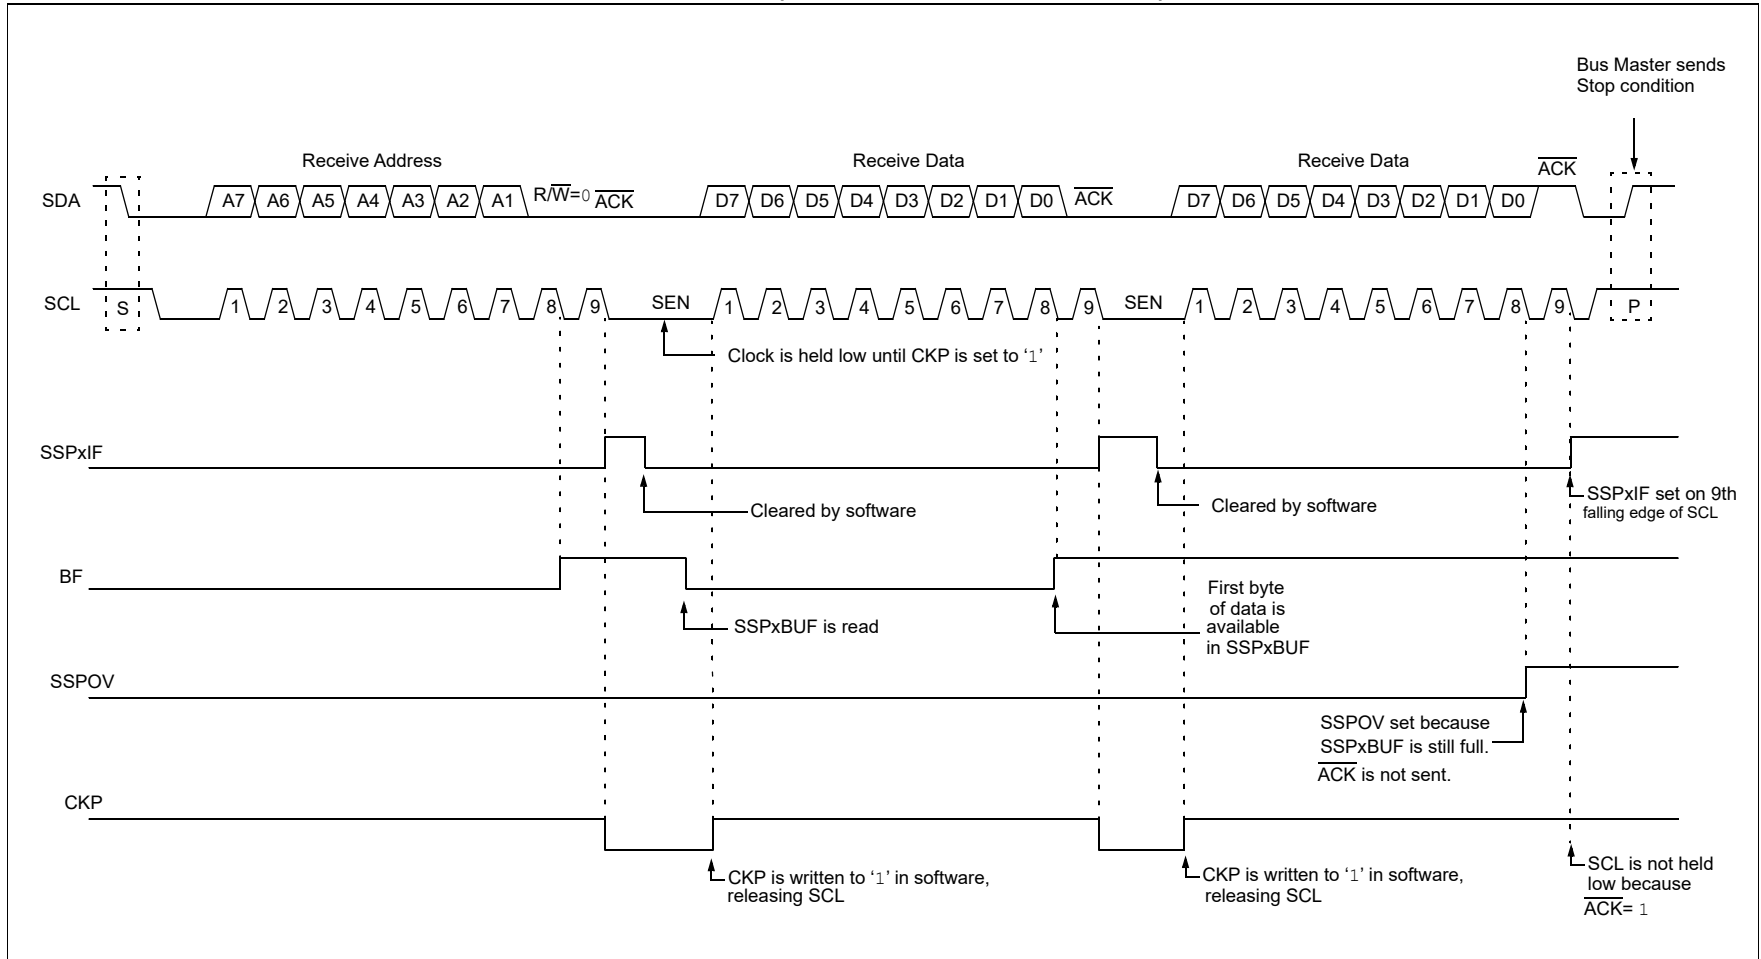 Bus Master sends
Stop condition
Receive Address
Receive Data
Receive Data
ACK
SDA
A7 A6 A5 A4 A3 A2 A1 R/W=0 ACK
D7 D6 D5 D4 D3 D2 D1 D0 ACK
D7 D6 D5 D4 D3 D2 D1 D0
SCL
S
1 2 3 4 5 6 7 8 9 SEN
1 2 3 4 5 6 7 8 9 SEN
1 2 3 4 5 6 7 8 9
P
Clock is held low until CKP is set to ‘1’
SSPxIF
Cleared by software
Cleared by software
SSPxIF set on 9th
falling edge of SCL
BF
SSPxBUF is read
First byte
of data is
available
in SSPxBUF
SSPOV
SSPOV set because
SSPxBUF is still full.
ACK is not sent.
CKP
CKP is written to ‘1’ in software,
releasing SCL
CKP is written to ‘1’ in software,
releasing SCL
SCL is not held
low because
ACK= 1